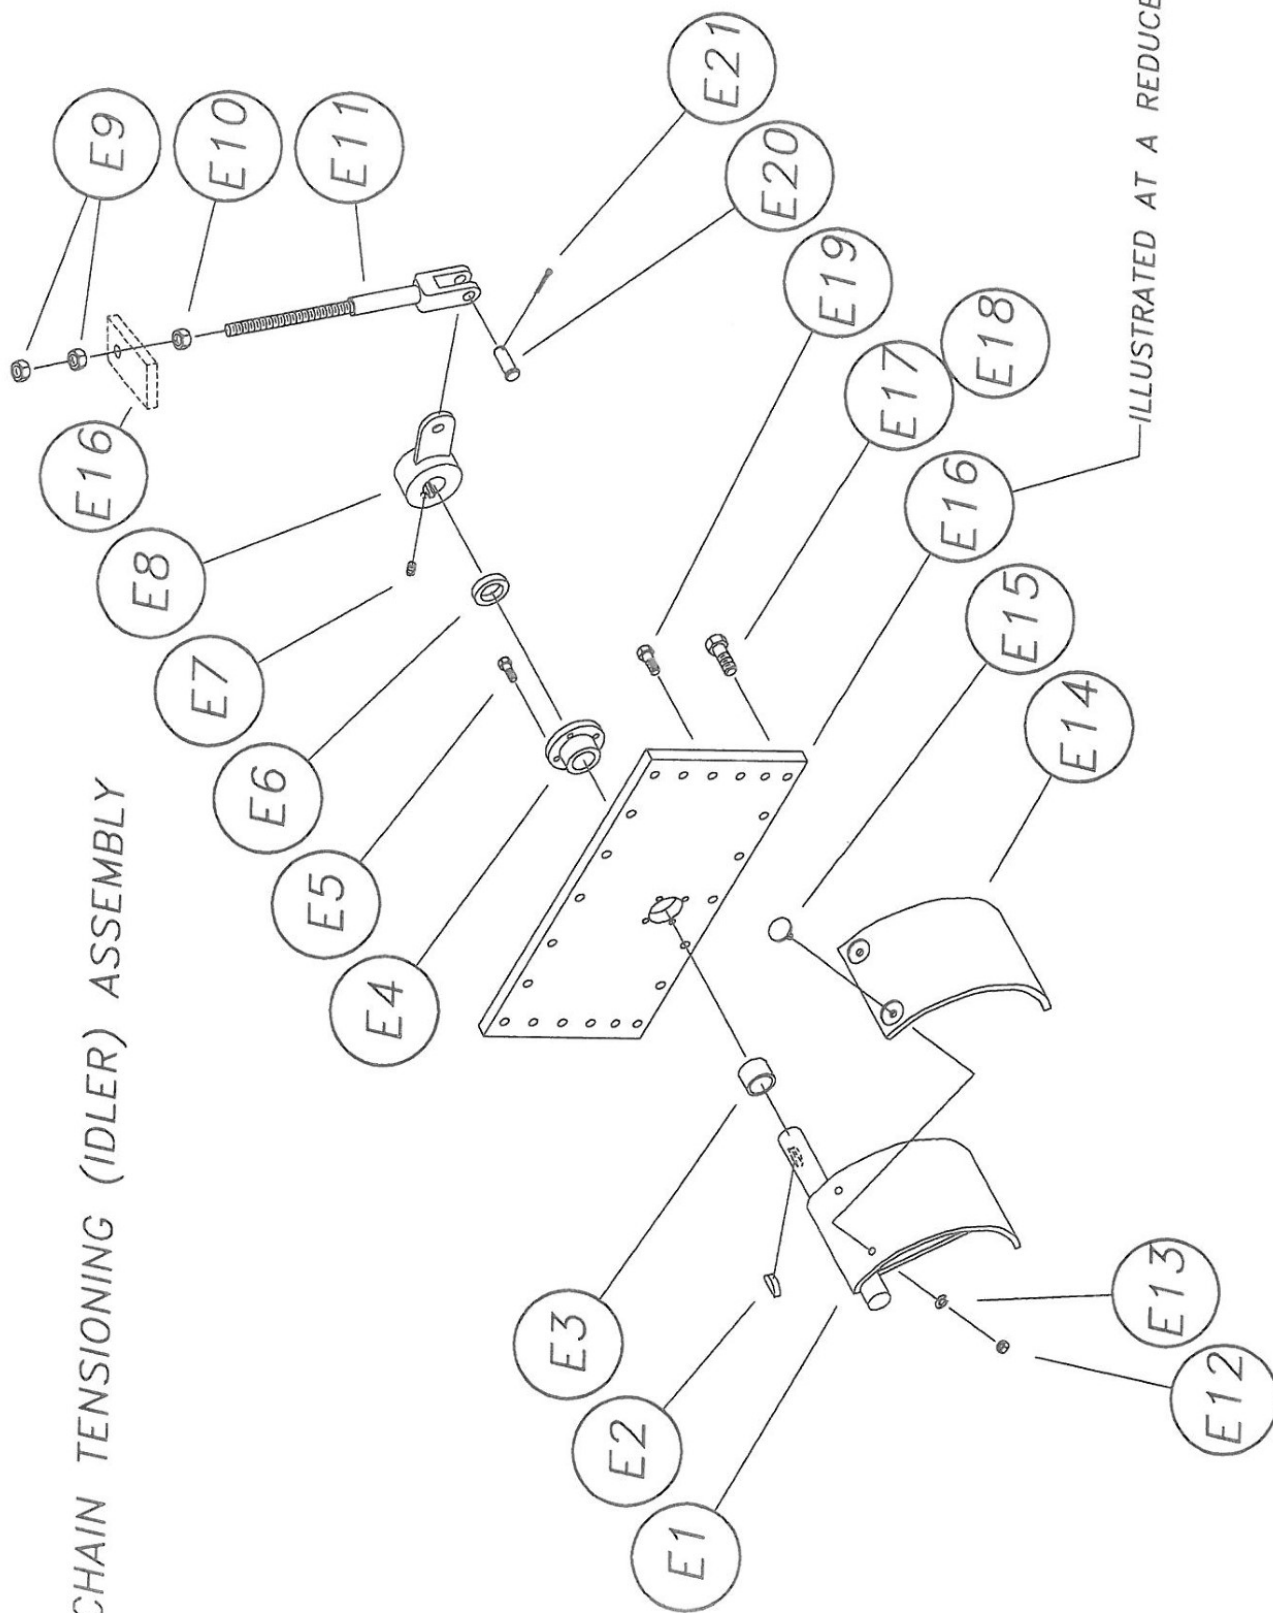 CHAIN TENSIONING (IDLER) ASSEMBLY
E1
E2
E3
E4
E5
E6
E7
E8
E16
E9
E10
E11
E21
E20
E19
E17
E18
E16
E15
E14
E13
E12
ILLUSTRATED AT A REDUCE